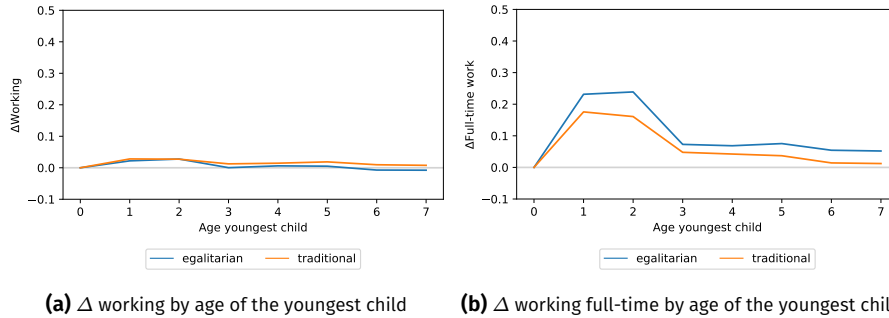 0.5
0.4
0.3
0.2
0.1
0.0
−0.1
ΔWorking
0 1 2 3 4 5 6 7
Age youngest child
egalitarian traditional
(a) Δ working by age of the youngest child
0.5
0.4
0.3
0.2
0.1
0.0
−0.1
ΔFull-time work
0 1 2 3 4 5 6 7
Age youngest child
egalitarian traditional
(b) Δ working full-time by age of the youngest chil